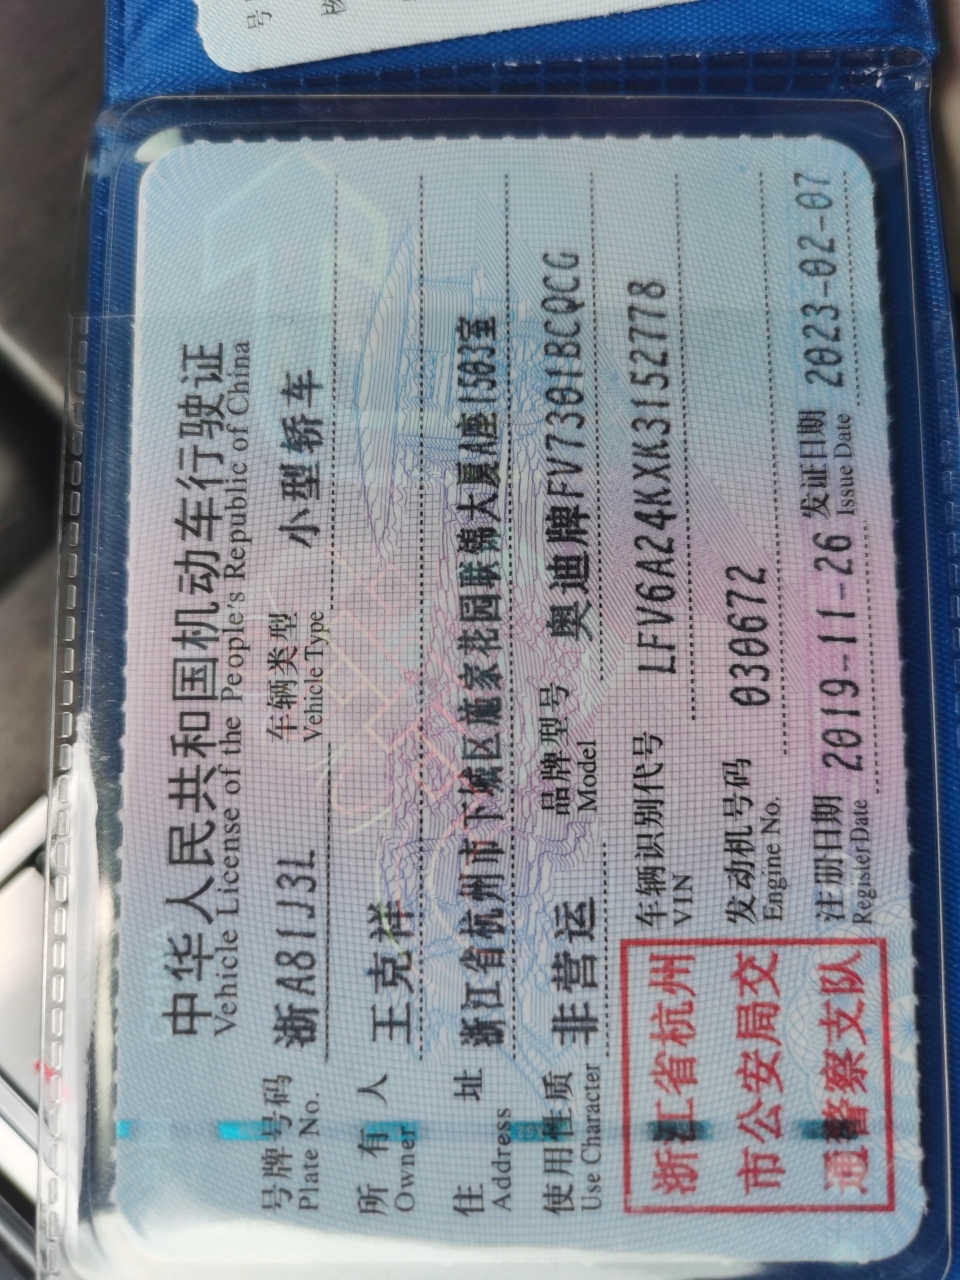 中华人民共和国机动车行驶证
Vehicle License of the People's Republic of China
号牌号码 浙A81J3L 车辆类型 小型轿车
Plate No. Vehicle Type
所有人 王克祥
Owner
住址 浙江省杭州市下城区施家花园联锦大厦A座1503室
Address
使用性质 非营运 品牌型号 奥迪牌FV7301BCQCG
Use Character Model
浙江省杭州
市公安局交
通警察支队
车辆识别代号 LFV6A24KXK3152778
VIN
发动机号码 030672
Engine No.
注册日期 2019-11-26 发证日期 2023-02-07
Register Date Issue Date